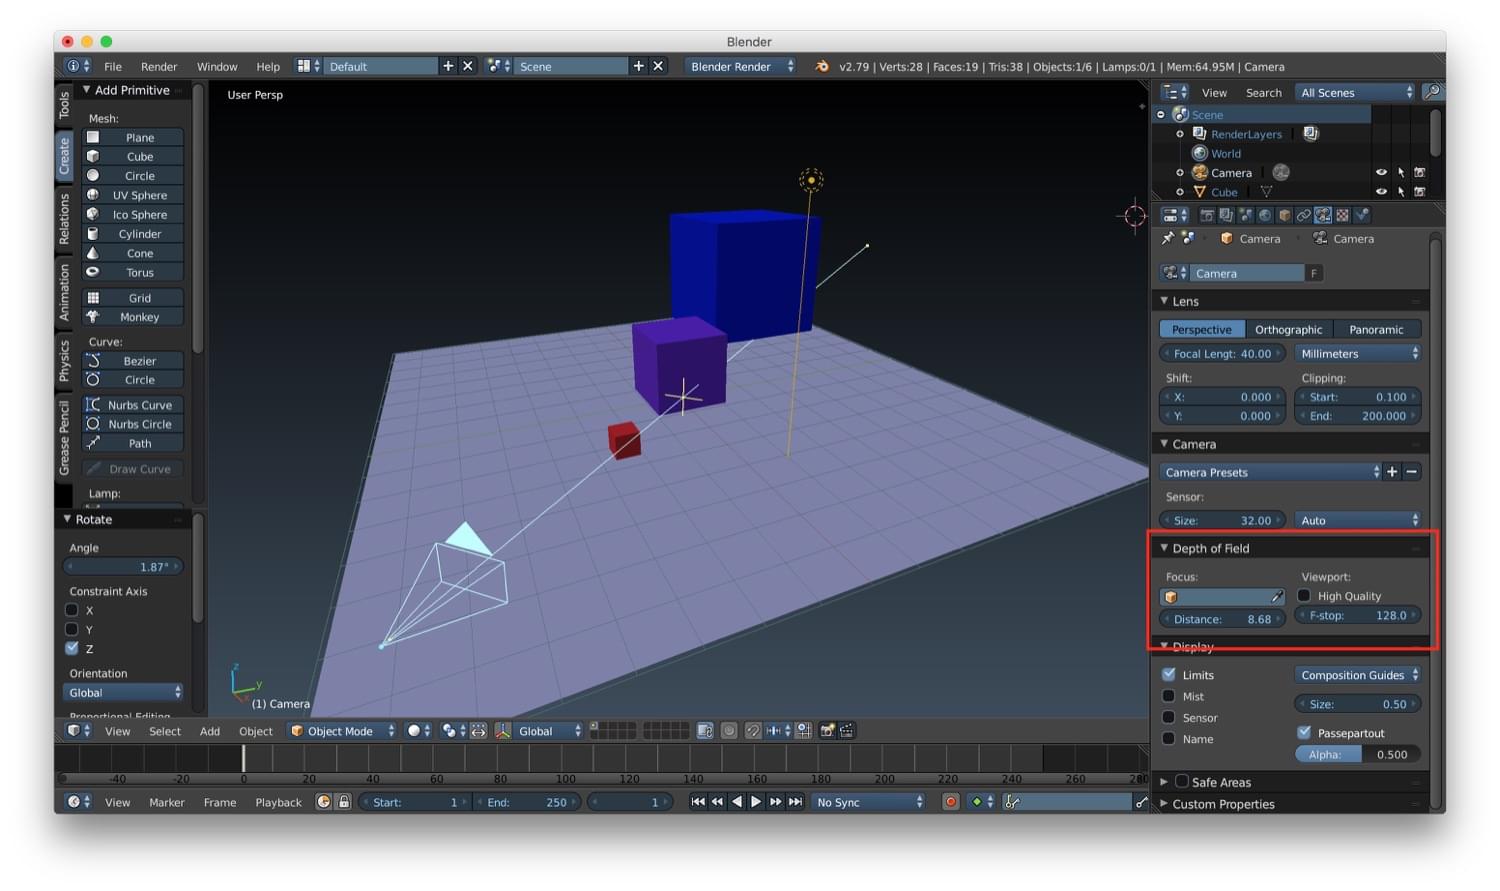 Blender
File Render Window Help Default Scene Blender Render v2.79 | Verts:28 | Faces:19 | Tris:38 | Objects:1/6 | Lamps:0/1 | Mem:64.95M | Camera
Tools
Create
Relations
Animation
Physics
Grease Pencil
Add Primitive
Mesh:
Plane
Cube
Circle
UV Sphere
Ico Sphere
Cylinder
Cone
Torus
Grid
Monkey
Curve:
Bezier
Circle
Nurbs Curve
Nurbs Circle
Path
Draw Curve
Lamp:
Rotate
Angle
1.87°
Constraint Axis
X
Y
Z
Orientation
Global
Proportional Editing
User Persp
z
y
x
(1) Camera
View Select Add Object Object Mode Global
-40 -20 0 20 40 60 80 100 120 140 160 180 200 220 240 260 280
View Marker Frame Playback Start: 1 End: 250 1 No Sync
View Search All Scenes
Scene
RenderLayers
World
Camera
Cube
Camera Camera
Camera F
Lens
Perspective Orthographic Panoramic
Focal Lengt: 40.00 Millimeters
Shift: Clipping:
X: 0.000 Start: 0.100
Y: 0.000 End: 200.000
Camera
Camera Presets
Sensor:
Size: 32.00 Auto
Depth of Field
Focus: Viewport:
High Quality
Distance: 8.68 F-stop: 128.0
Display
Limits Composition Guides
Mist Size: 0.50
Sensor
Passepartout
Name
Alpha: 0.500
Safe Areas
Custom Properties